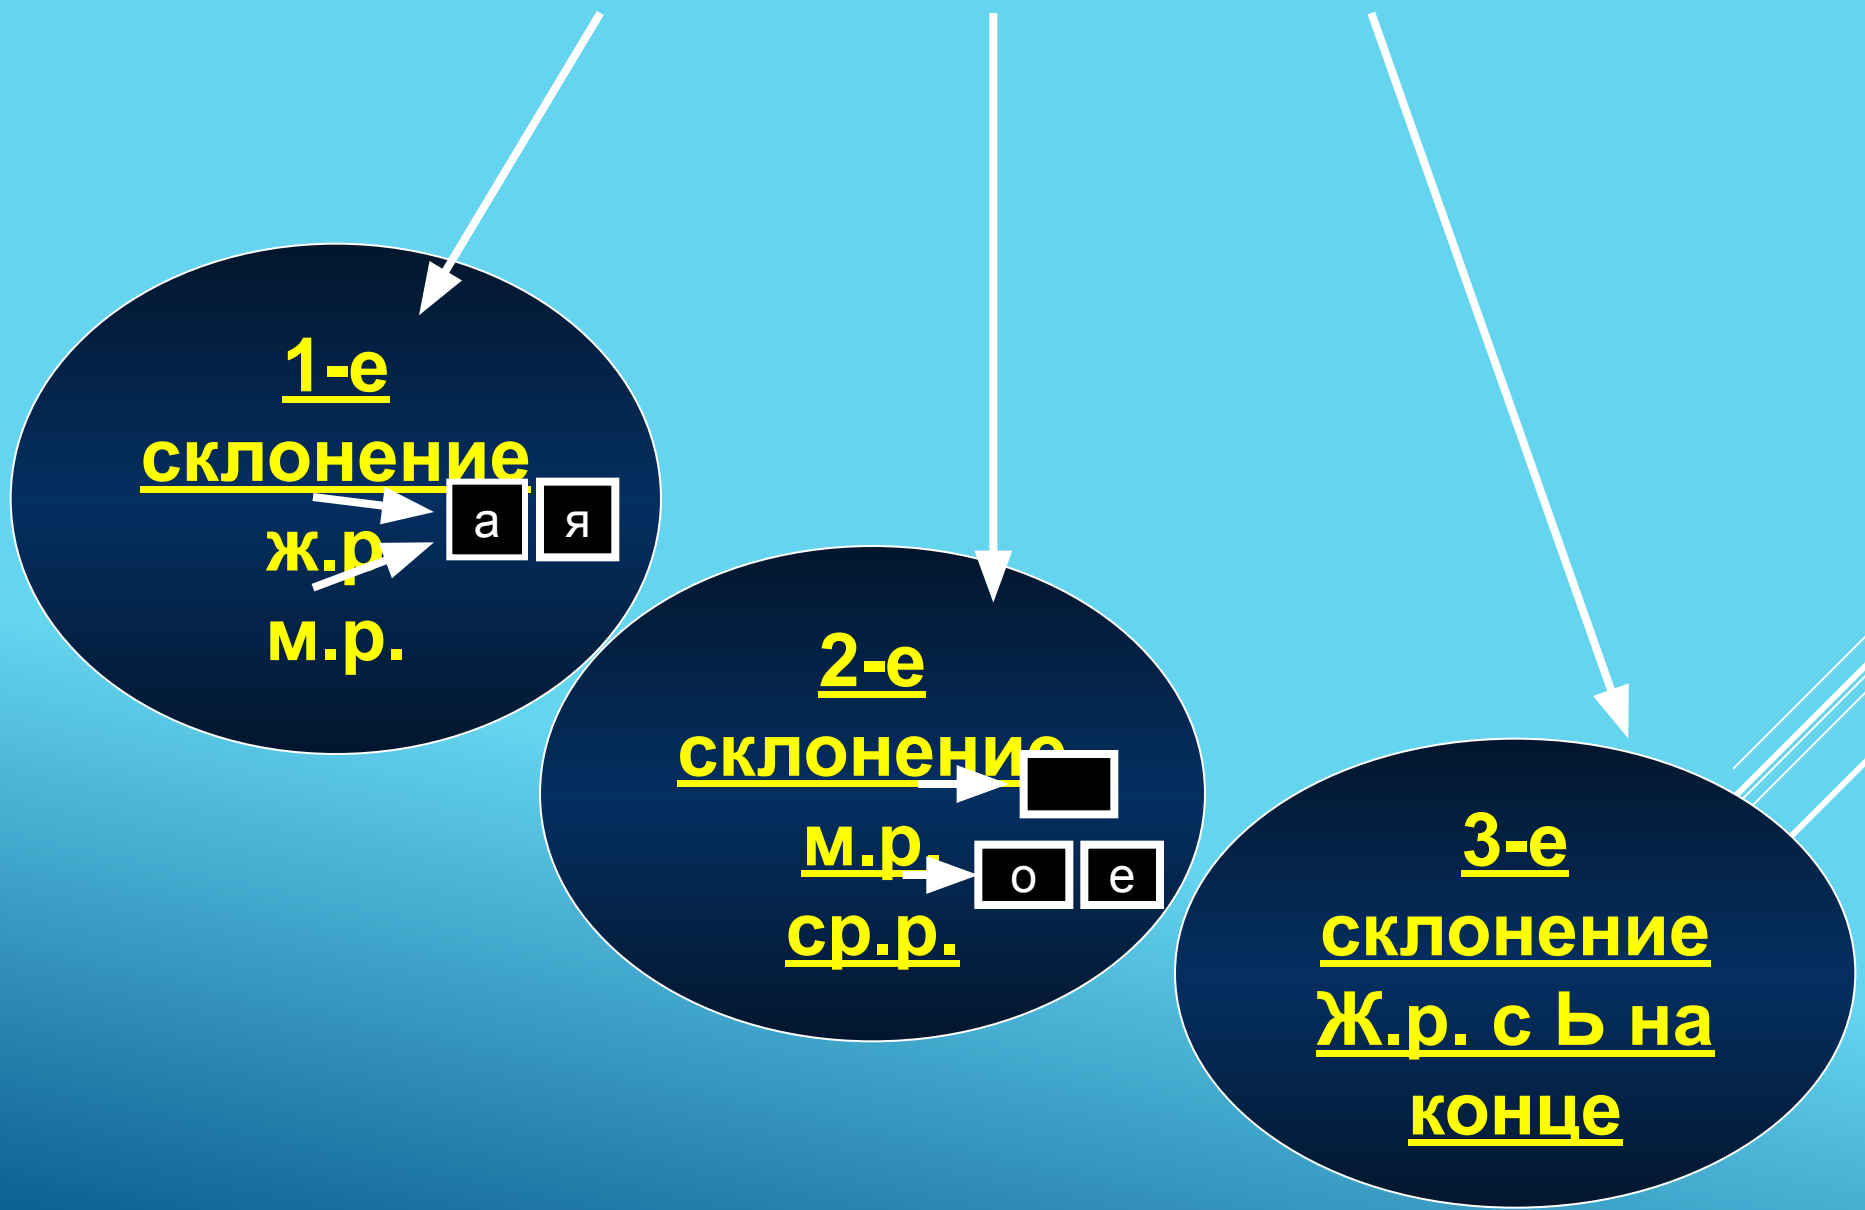 1-е
склонение
ж.р
а я
м.р.
2-е
склонение
м.р.
о е
ср.р.
3-е
склонение
Ж.р. с Ь на
конце